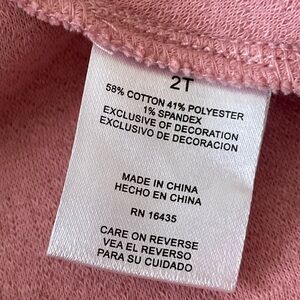 2T
58% COTTON 41% POLYESTER
1% SPANDEX
EXCLUSIVE OF DECORATION
EXCLUSIVO DE DECORACION
MADE IN CHINA
HECHO EN CHINA
RN 16435
CARE ON REVERSE
VEA EL REVERSO
PARA SU CUIDADO